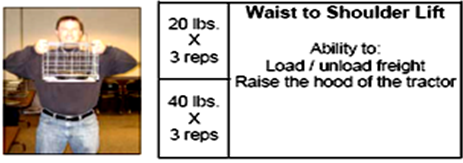 20 lbs.
X
3 reps
40 lbs.
X
3 reps
Waist to Shoulder Lift
Ability to:
Load / unload freight
Raise the hood of the tractor